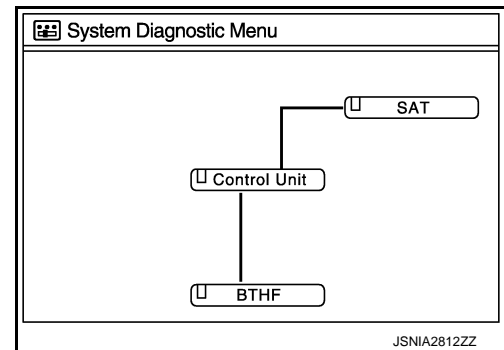 System Diagnostic Menu
SAT
Control Unit
BTHF
JSNIA2812ZZ